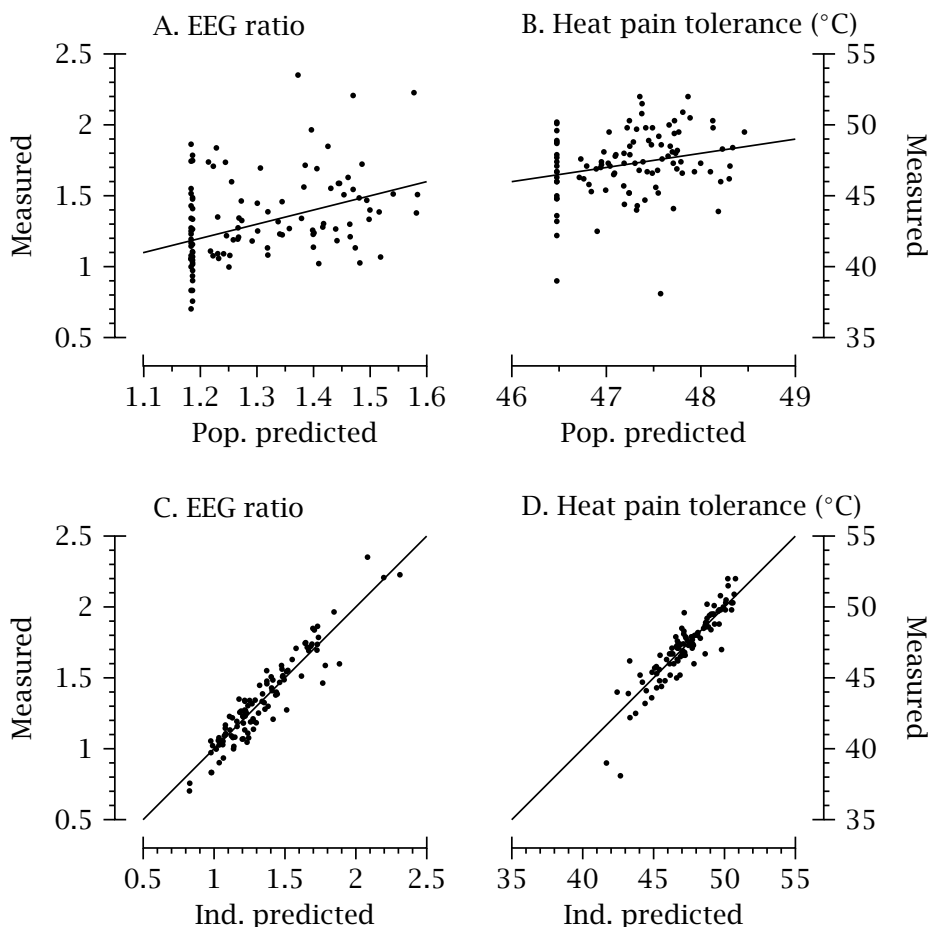 A. EEG ratio
2.5
2
1.5
1
0.5
Measured
1.1 1.2 1.3 1.4 1.5 1.6
Pop. predicted
B. Heat pain tolerance (°C)
55
50
45
40
35
Measured
46 47 48 49
Pop. predicted
C. EEG ratio
2.5
2
1.5
1
0.5
Measured
0.5 1 1.5 2 2.5
Ind. predicted
D. Heat pain tolerance (°C)
55
50
45
40
35
Measured
35 40 45 50 55
Ind. predicted